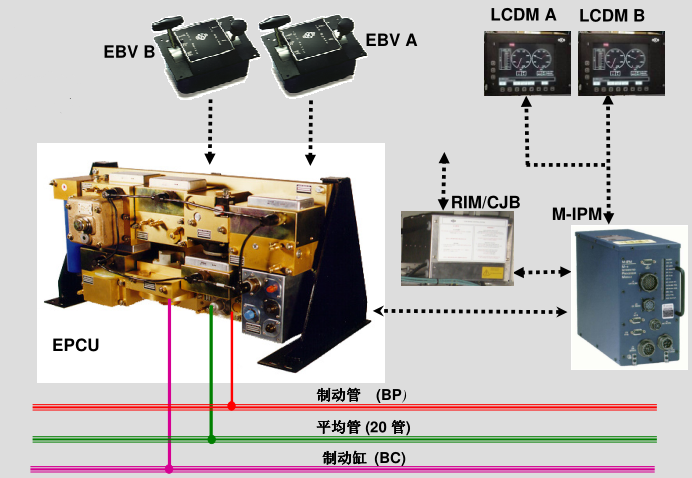 LCDM A
LCDM B
EBV B
EBV A
RIM/CJB
M-IPM
EPCU
制动管 (BP)
平均管 (20 管)
制动缸 (BC)